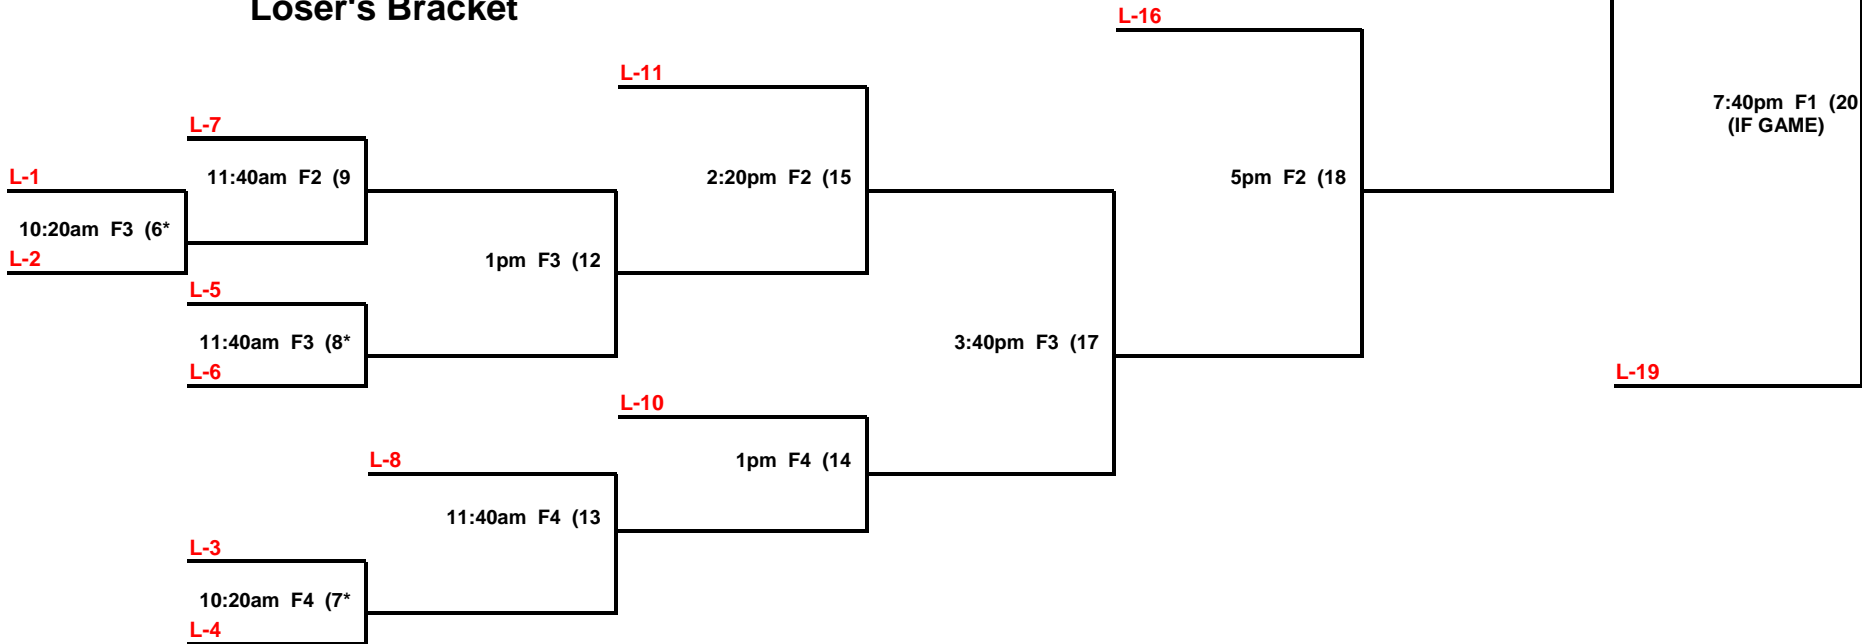 Loser's Bracket
L-16
L-11
7:40pm F1 (20
(IF GAME)
L-7
L-1
11:40am F2 (9
2:20pm F2 (15
5pm F2 (18
10:20am F3 (6*
L-2
1pm F3 (12
L-5
11:40am F3 (8*
3:40pm F3 (17
L-6
L-19
L-10
L-8
1pm F4 (14
11:40am F4 (13
L-3
10:20am F4 (7*
L-4